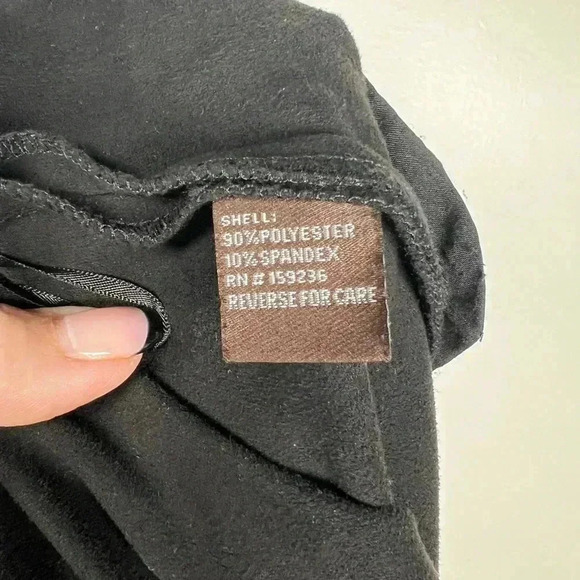 SHELL:
90%POLYESTER
10%SPANDEX
RN # 159236
REVERSE FOR CARE